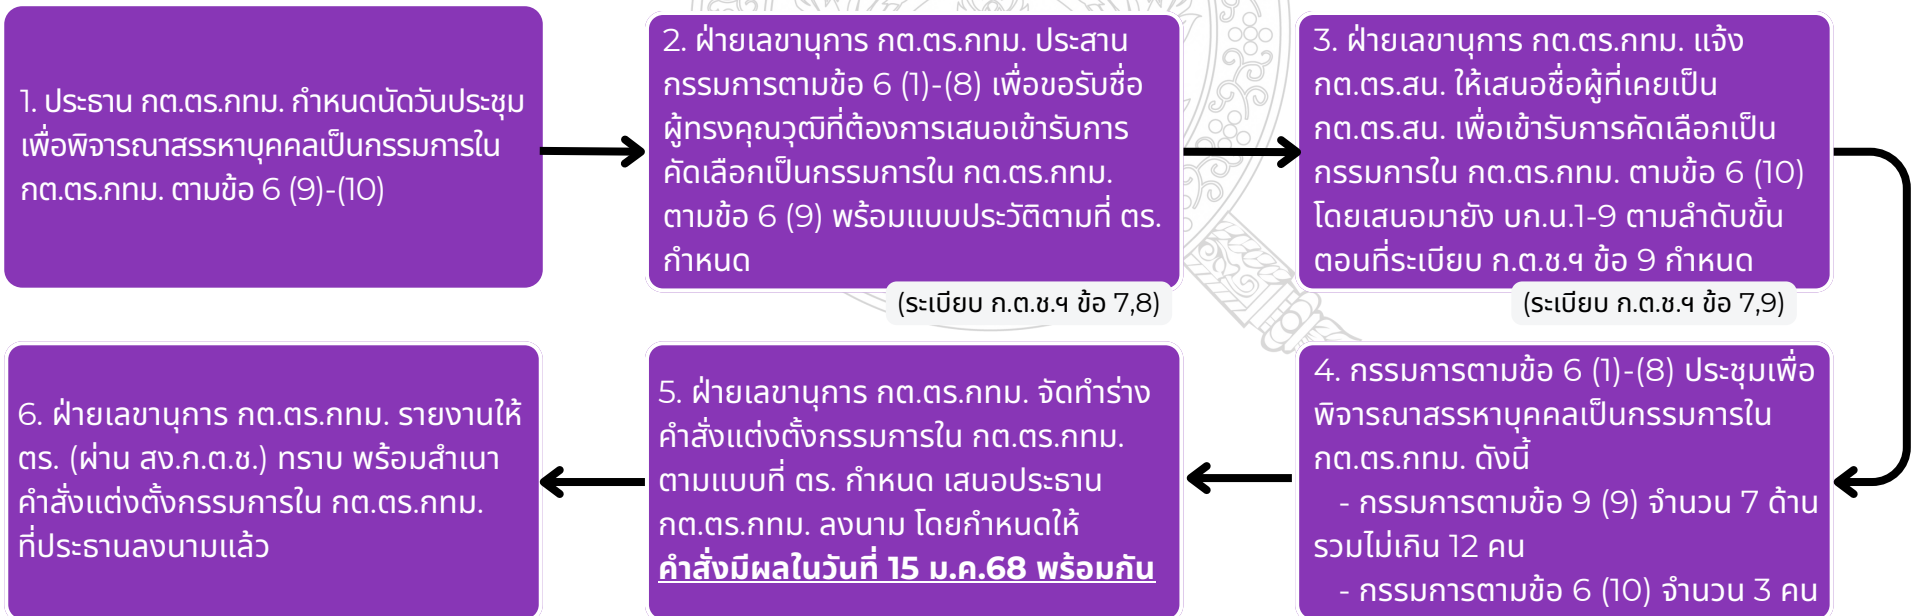 1. ประธาน กต.ตร.กทม. กำหนดนัดวันประชุม
เพื่อพิจารณาสรรหาบุคคลเป็นกรรมการใน
กต.ตร.กทม. ตามข้อ 6 (9)-(10)
2. ฝ่ายเลขานุการ กต.ตร.กทม. ประสาน
กรรมการตามข้อ 6 (1)-(8) เพื่อขอรับชื่อ
ผู้ทรงคุณวุฒิที่ต้องการเสนอเข้ารับการ
คัดเลือกเป็นกรรมการใน กต.ตร.กทม.
ตามข้อ 6 (9) พร้อมแบบประวัติตามที่ ตร.
กำหนด
(ระเบียบ ก.ต.ช.ฯ ข้อ 7,8)
3. ฝ่ายเลขานุการ กต.ตร.กทม. แจ้ง
กต.ตร.สน. ให้เสนอชื่อผู้ที่เคยเป็น
กต.ตร.สน. เพื่อเข้ารับการคัดเลือกเป็น
กรรมการใน กต.ตร.กทม. ตามข้อ 6 (10)
โดยเสนอมายัง บก.น.1-9 ตามลำดับขั้น
ตอนที่ระเบียบ ก.ต.ช.ฯ ข้อ 9 กำหนด
(ระเบียบ ก.ต.ช.ฯ ข้อ 7,9)
4. กรรมการตามข้อ 6 (1)-(8) ประชุมเพื่อ
พิจารณาสรรหาบุคคลเป็นกรรมการใน
กต.ตร.กทม. ดังนี้
- กรรมการตามข้อ 9 (9) จำนวน 7 ด้าน
รวมไม่เกิน 12 คน
- กรรมการตามข้อ 6 (10) จำนวน 3 คน
5. ฝ่ายเลขานุการ กต.ตร.กทม. จัดทำร่าง
คำสั่งแต่งตั้งกรรมการใน กต.ตร.กทม.
ตามแบบที่ ตร. กำหนด เสนอประธาน
กต.ตร.กทม. ลงนาม โดยกำหนดให้
คำสั่งมีผลในวันที่ 15 ม.ค.68 พร้อมกัน
6. ฝ่ายเลขานุการ กต.ตร.กทม. รายงานให้
ตร. (ผ่าน สง.ก.ต.ช.) ทราบ พร้อมสำเนา
คำสั่งแต่งตั้งกรรมการใน กต.ตร.กทม.
ที่ประธานลงนามแล้ว